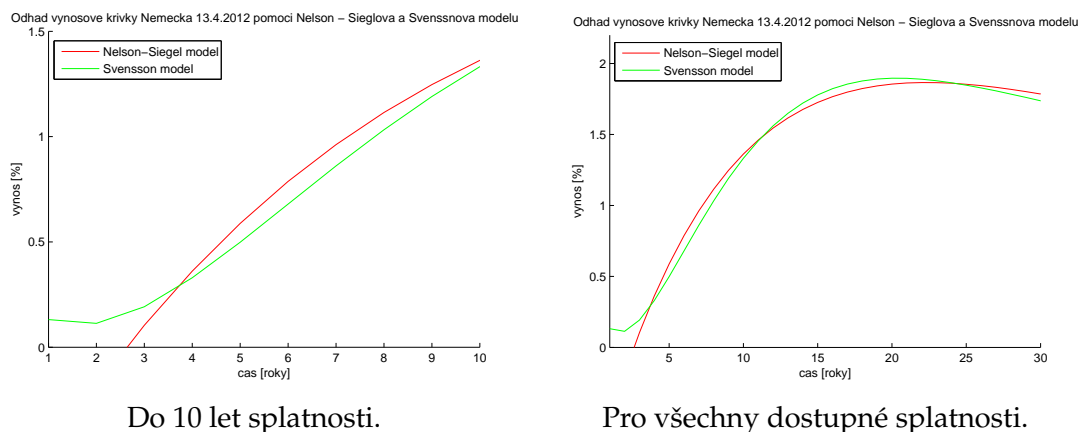 Odhad vynosove krivky Nemecka 13.4.2012 pomoci Nelson − Sieglova a Svenssnova modelu
1.5
Nelson−Siegel model
Svensson model
1
vynos [%]
0.5
0
1 2 3 4 5 6 7 8 9 10
cas [roky]
Do 10 let splatnosti.
Odhad vynosove krivky Nemecka 13.4.2012 pomoci Nelson − Sieglova a Svenssnova modelu
Nelson−Siegel model
2
Svensson model
1.5
vynos [%]
1
0.5
0
5 10 15 20 25 30
cas [roky]
Pro všechny dostupné splatnosti.